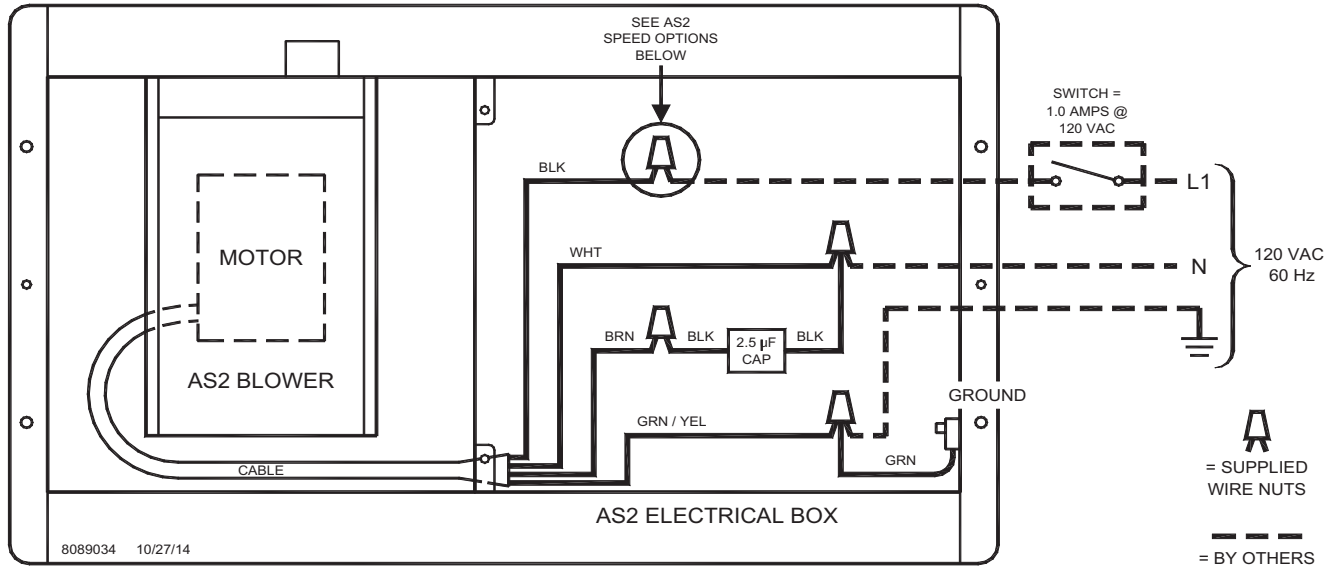 SEE AS2
SPEED OPTIONS
BELOW
SWITCH =
1.0 AMPS @
120 VAC
BLK
L1
MOTOR
WHT
N
120 VAC
60 Hz
BRN
BLK
2.5 µF
CAP
BLK
AS2 BLOWER
GROUND
GRN / YEL
GRN
CABLE
= SUPPLIED
WIRE NUTS
AS2 ELECTRICAL BOX
8089034 10/27/14
= BY OTHERS